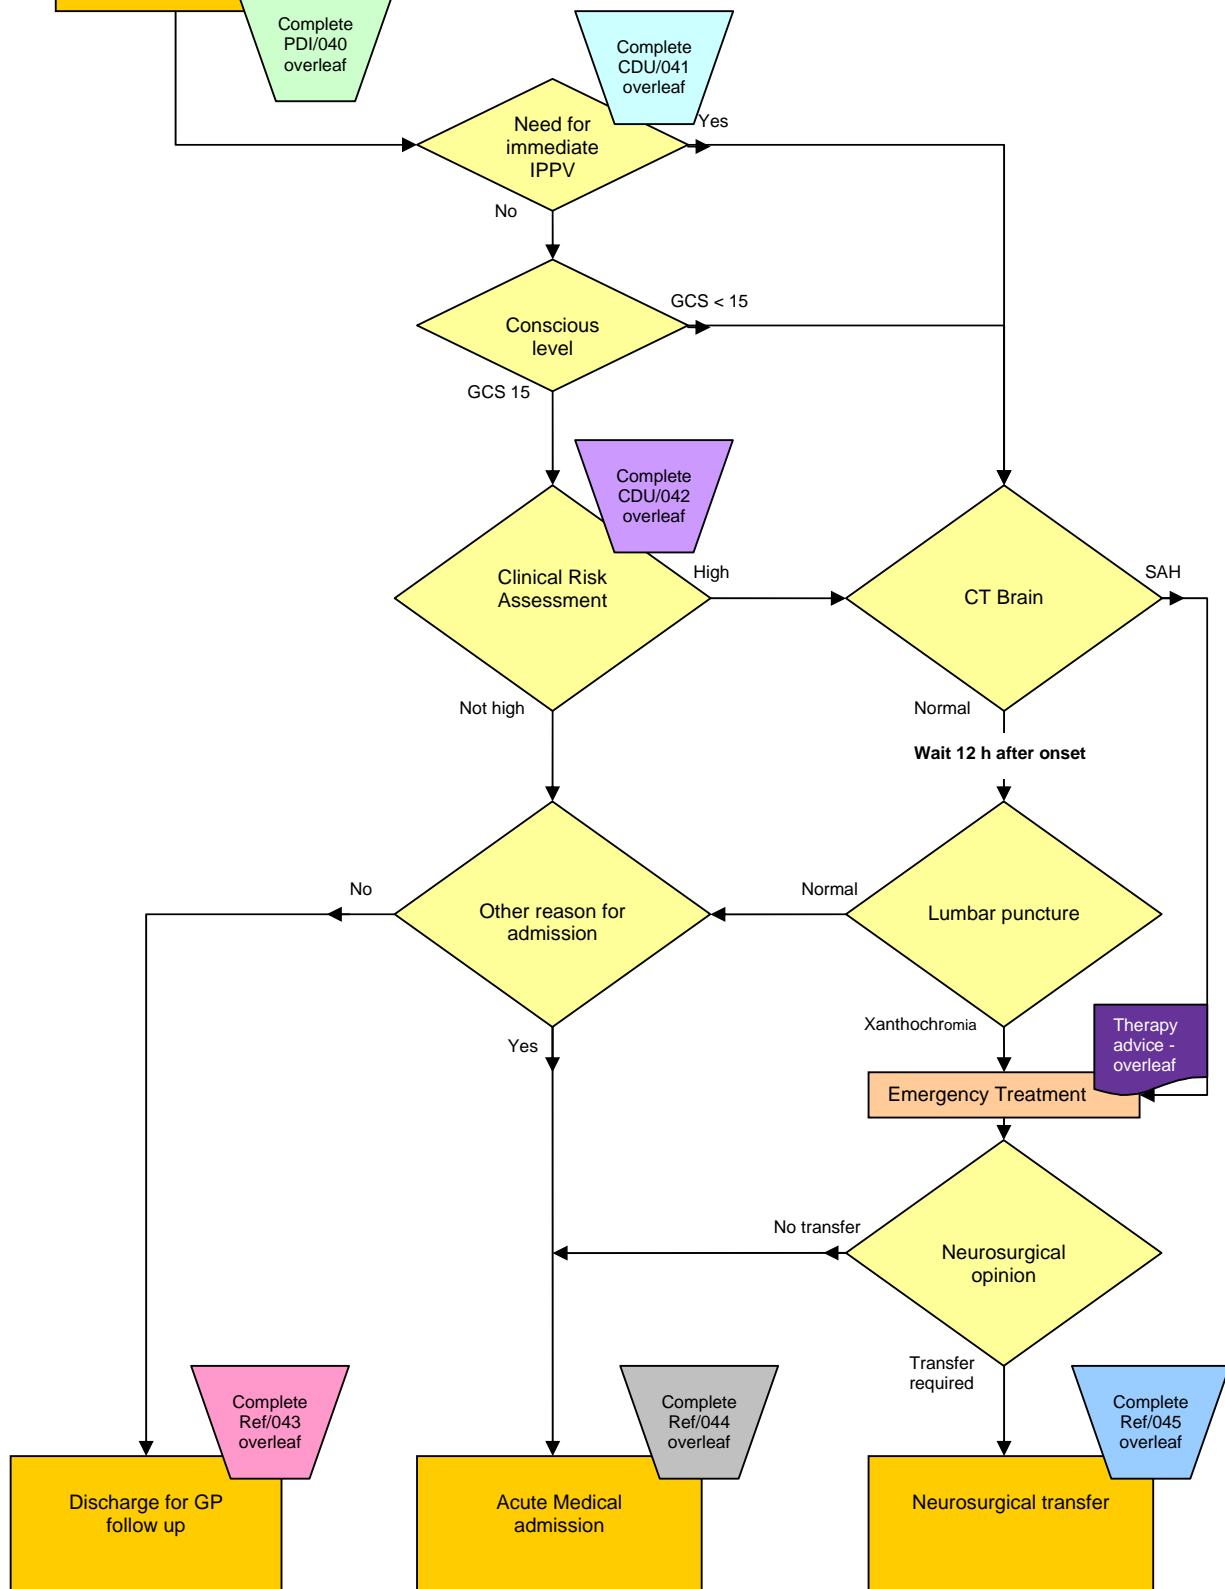 Complete
PDI/040
overleaf
Complete
CDU/041
overleaf
Need for
immediate
IPPV
Yes
No
GCS < 15
Conscious
level
GCS 15
Complete
CDU/042
overleaf
Clinical Risk
Assessment
High
CT Brain
SAH
Not high
Normal
Wait 12 h after onset
No
Other reason for
admission
Normal
Lumbar puncture
Yes
Xanthochromia
Therapy
advice -
overleaf
Emergency Treatment
No transfer
Neurosurgical
opinion
Transfer
required
Complete
Ref/043
overleaf
Complete
Ref/044
overleaf
Complete
Ref/045
overleaf
Discharge for GP
follow up
Acute Medical
admission
Neurosurgical transfer